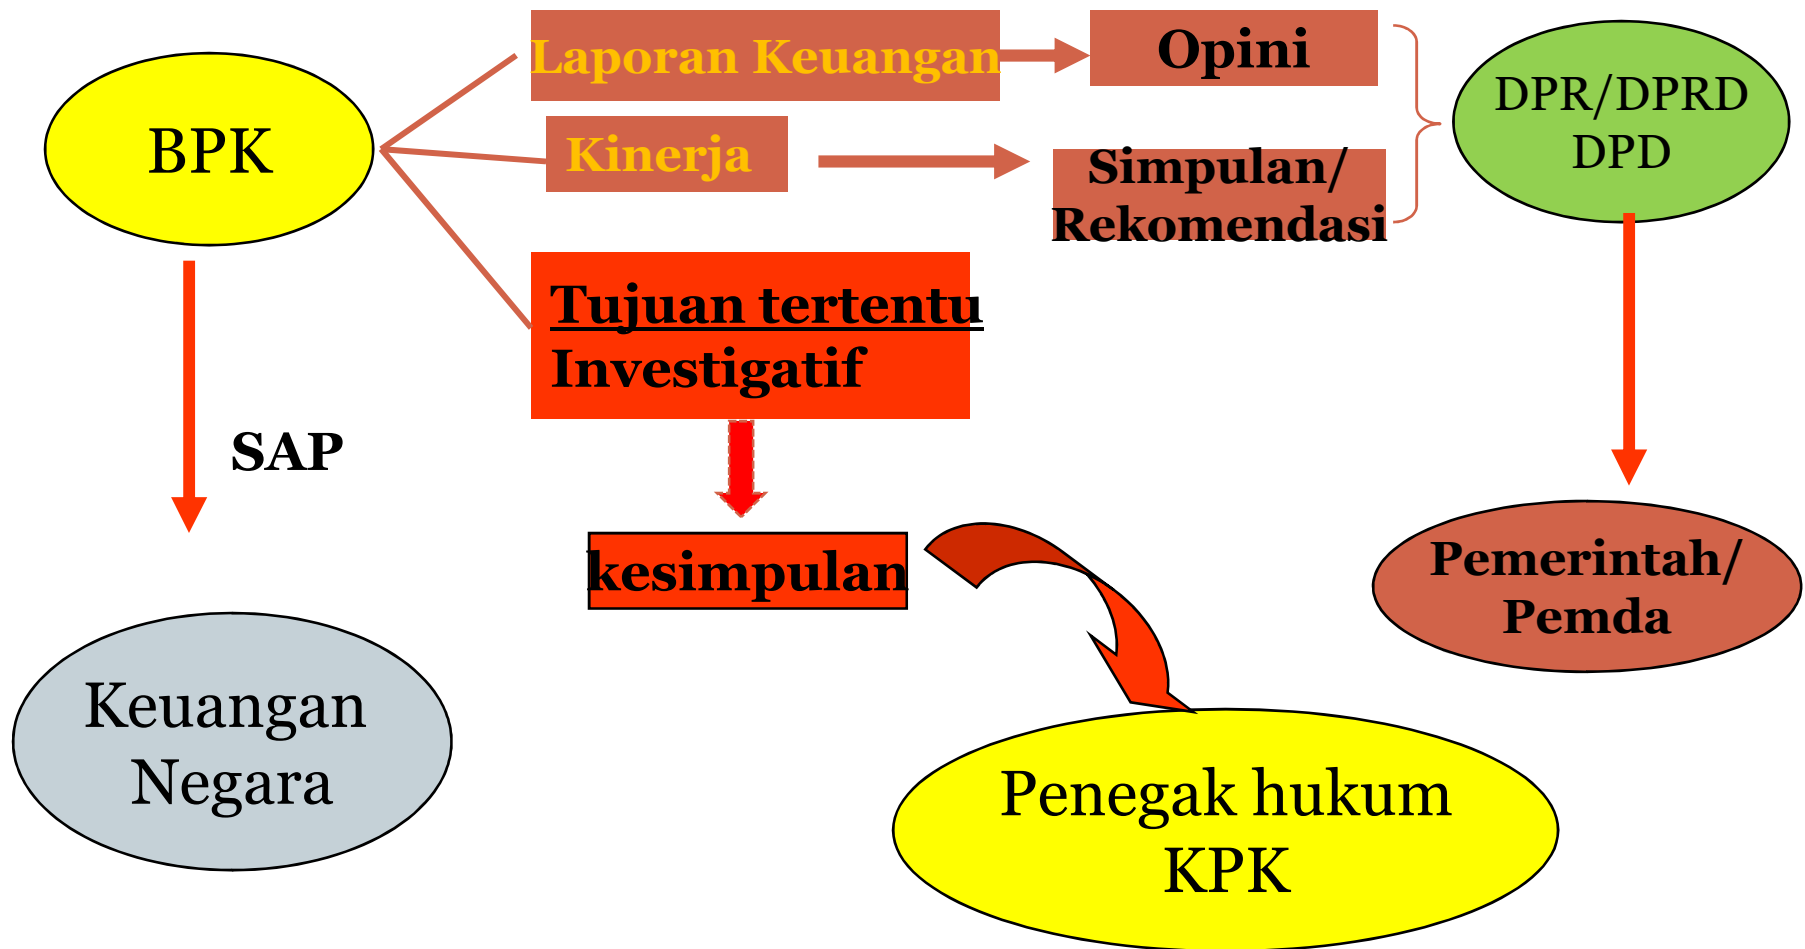 BPK
Laporan Keuangan
Kinerja
Tujuan tertentu
Investigatif
Opini
Simpulan/
Rekomendasi
DPR/DPRD
DPD
SAP
kesimpulan
Pemerintah/
Pemda
Keuangan
Negara
Penegak hukum
KPK